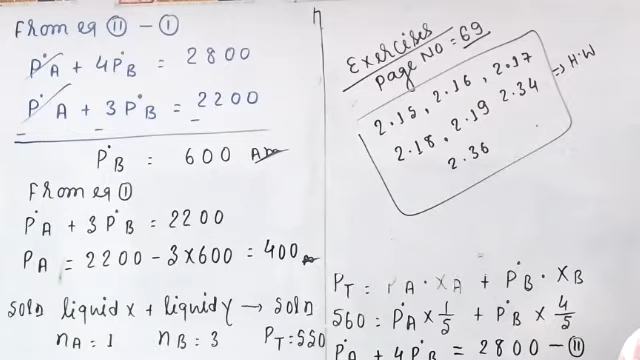 From eq (II) - (I)
P°A + 4P°B = 2800
P°A + 3P°B = 2200
- - -
P°B = 600
From eq (I)
P°A + 3P°B = 2200
PA = 2200 - 3×600 = 400
Soln liquid x + liquid y → Soln
nA = 1 nB = 3 PT = 550
Exercises
Page No = 69
2.15, 2.16, 2.17
2.18, 2.19 2.34
2.36
⇒ H.W
PT = P°A · XA + P°B · XB
560 = P°A × 1/5 + P°B × 4/5
P°A + 4P°B = 2800 - (II)